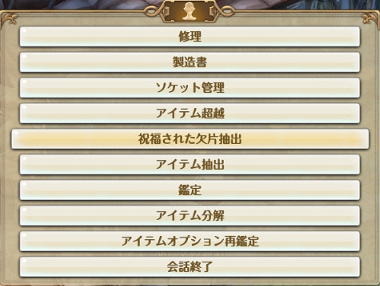 修理
製造書
ソケット管理
アイテム超越
祝福された欠片抽出
アイテム抽出
鑑定
アイテム分解
アイテムオプション再鑑定
会話終了